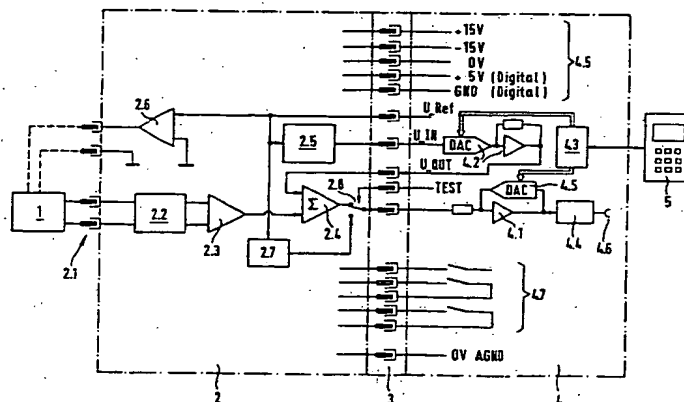 +15V
-15V
0V
+ 5V (Digital)
GND (Digital)
4.5
2.6
U_Ref
2.5
U_IN
DAC
4.2
4.3
U_OUT
TEST
2.8
DAC
4.5
5
1
2.2
2.3
Σ
2.4
4.1
4.4
4.6
2.1
2.7
4.7
0V AGND
2
3
4